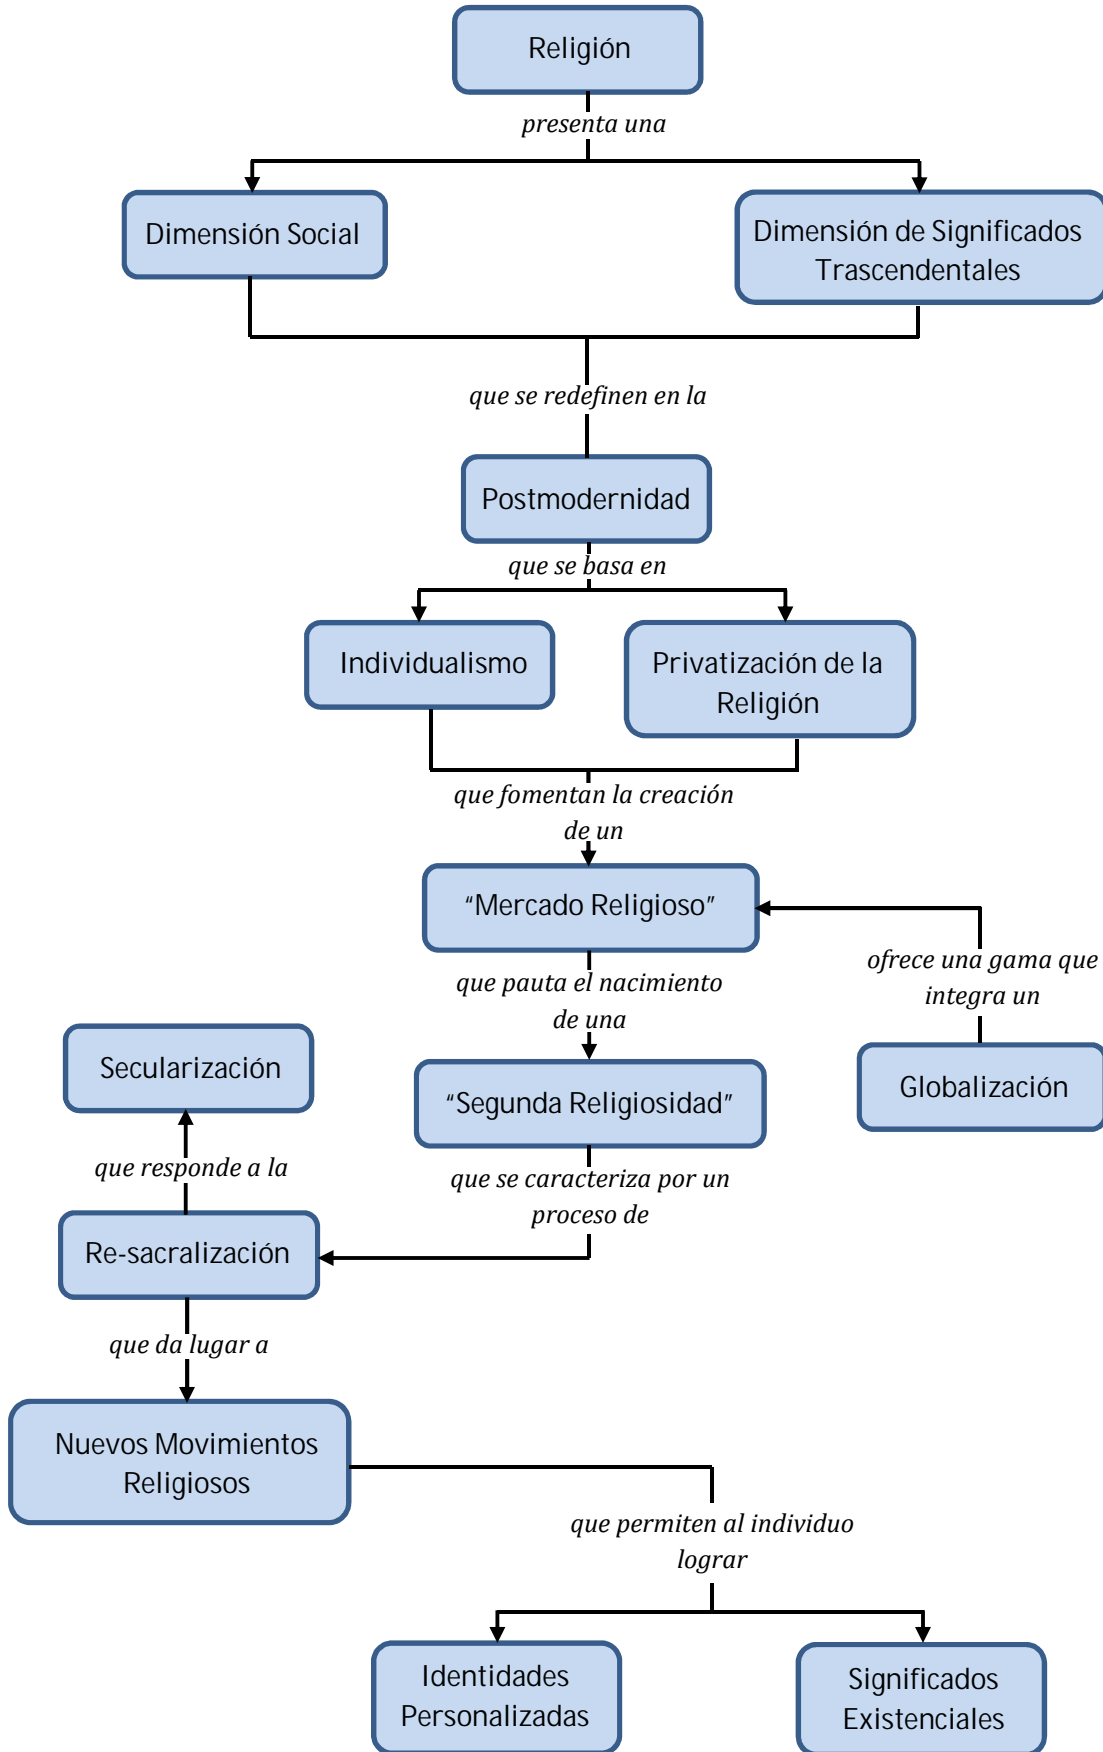 Religión
presenta una
Dimensión Social
Dimensión de Significados
Trascendentales
que se redefinen en la
Postmodernidad
que se basa en
Individualismo
Privatización de la
Religión
que fomentan la creación
de un
“Mercado Religioso”
ofrece una gama que
integra un
que pauta el nacimiento
de una
Secularización
“Segunda Religiosidad”
Globalización
que responde a la
que se caracteriza por un
proceso de
Re-sacralización
que da lugar a
Nuevos Movimientos
Religiosos
que permiten al individuo
lograr
Identidades
Personalizadas
Significados
Existenciales